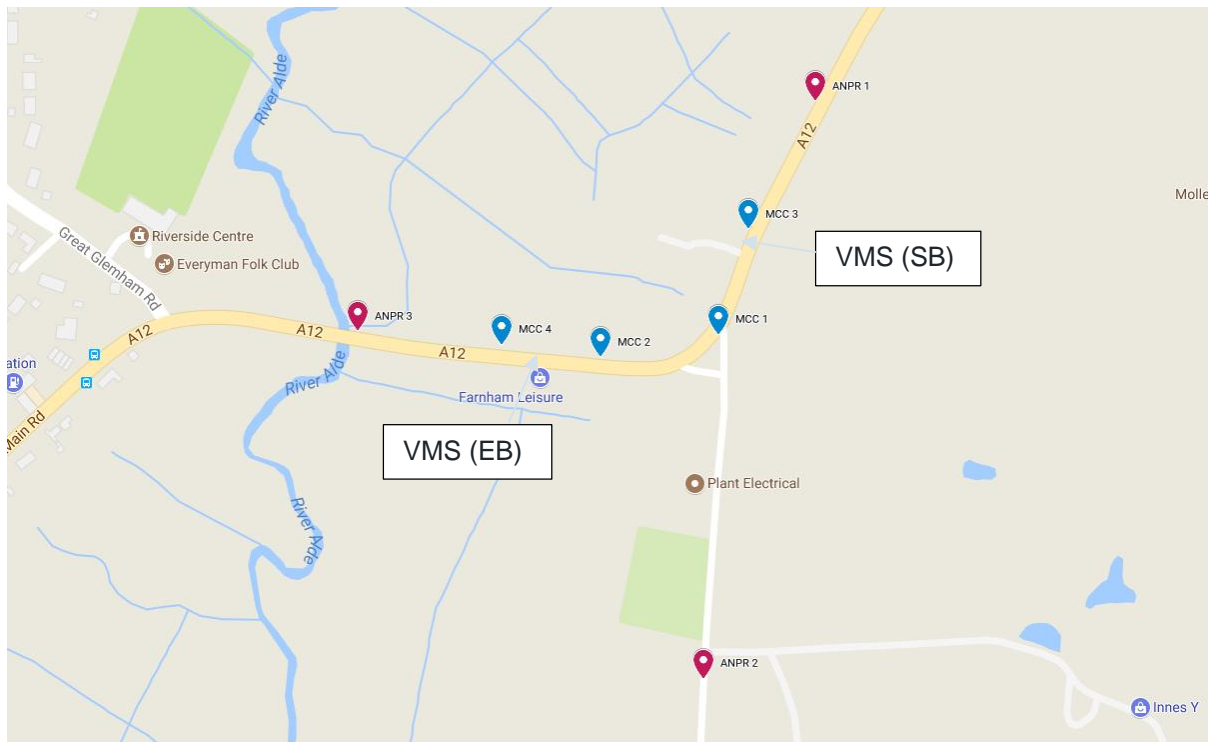 River Alde
ANPR 1
A12
Molle
MCC 3
Great Glemham Rd
Riverside Centre
Everyman Folk Club
VMS (SB)
ANPR 3
MCC 1
A12
A12
MCC 4
MCC 2
A12
River Alde
ation
Farnham Leisure
Main Rd
VMS (EB)
Plant Electrical
River Alde
ANPR 2
Innes Y